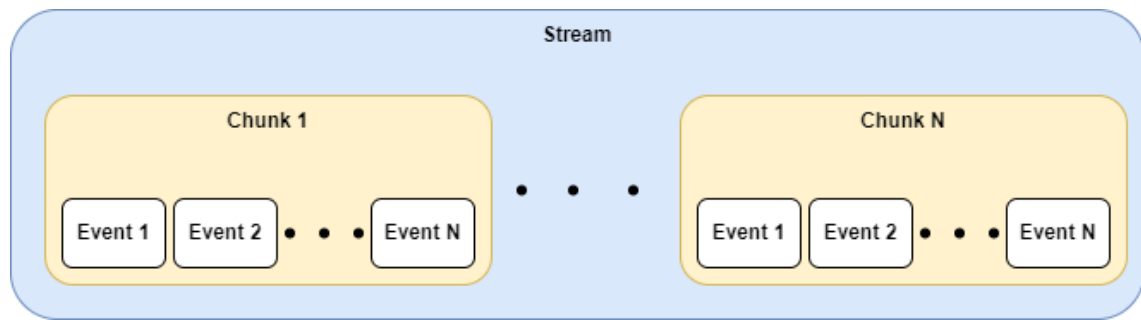 Stream
Chunk 1
Chunk N
Event 1
Event 2
Event N
Event 1
Event 2
Event N